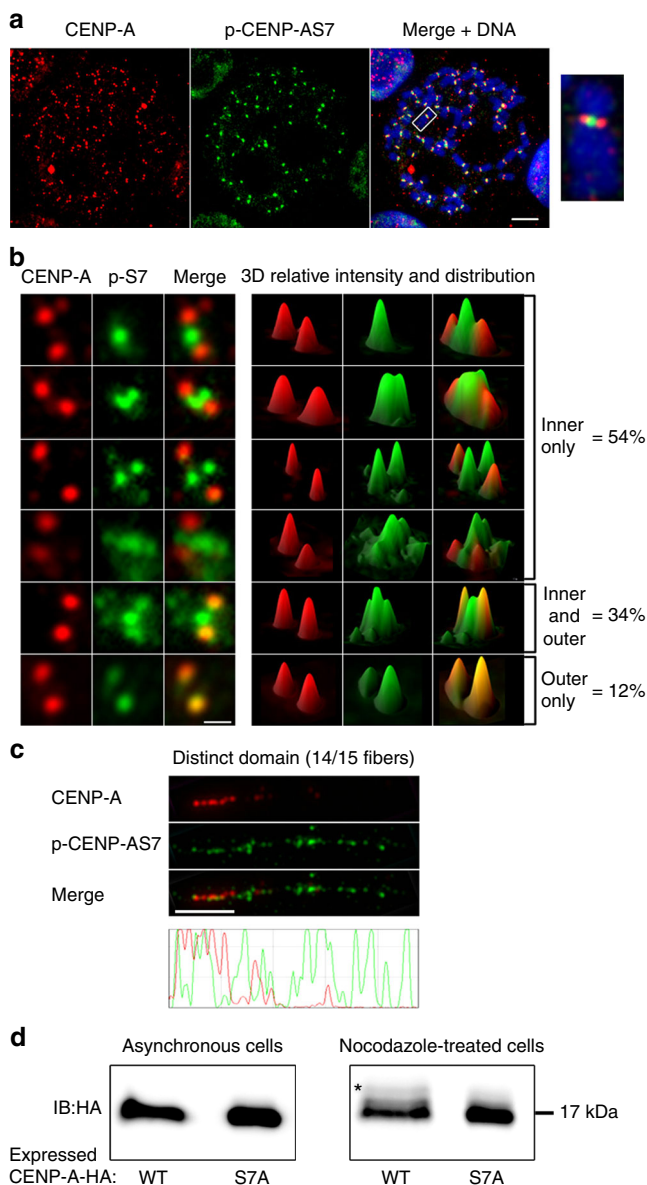 a
CENP-A p-CENP-AS7 Merge + DNA
b
CENP-A p-S7 Merge 3D relative intensity and distribution
Inner only = 54%
Inner and outer = 34%
Outer only = 12%
c
Distinct domain (14/15 fibers)
CENP-A
p-CENP-AS7
Merge
d
Asynchronous cells Nocodazole-treated cells
*
IB:HA 17 kDa
Expressed
CENP-A-HA: WT S7A WT S7A